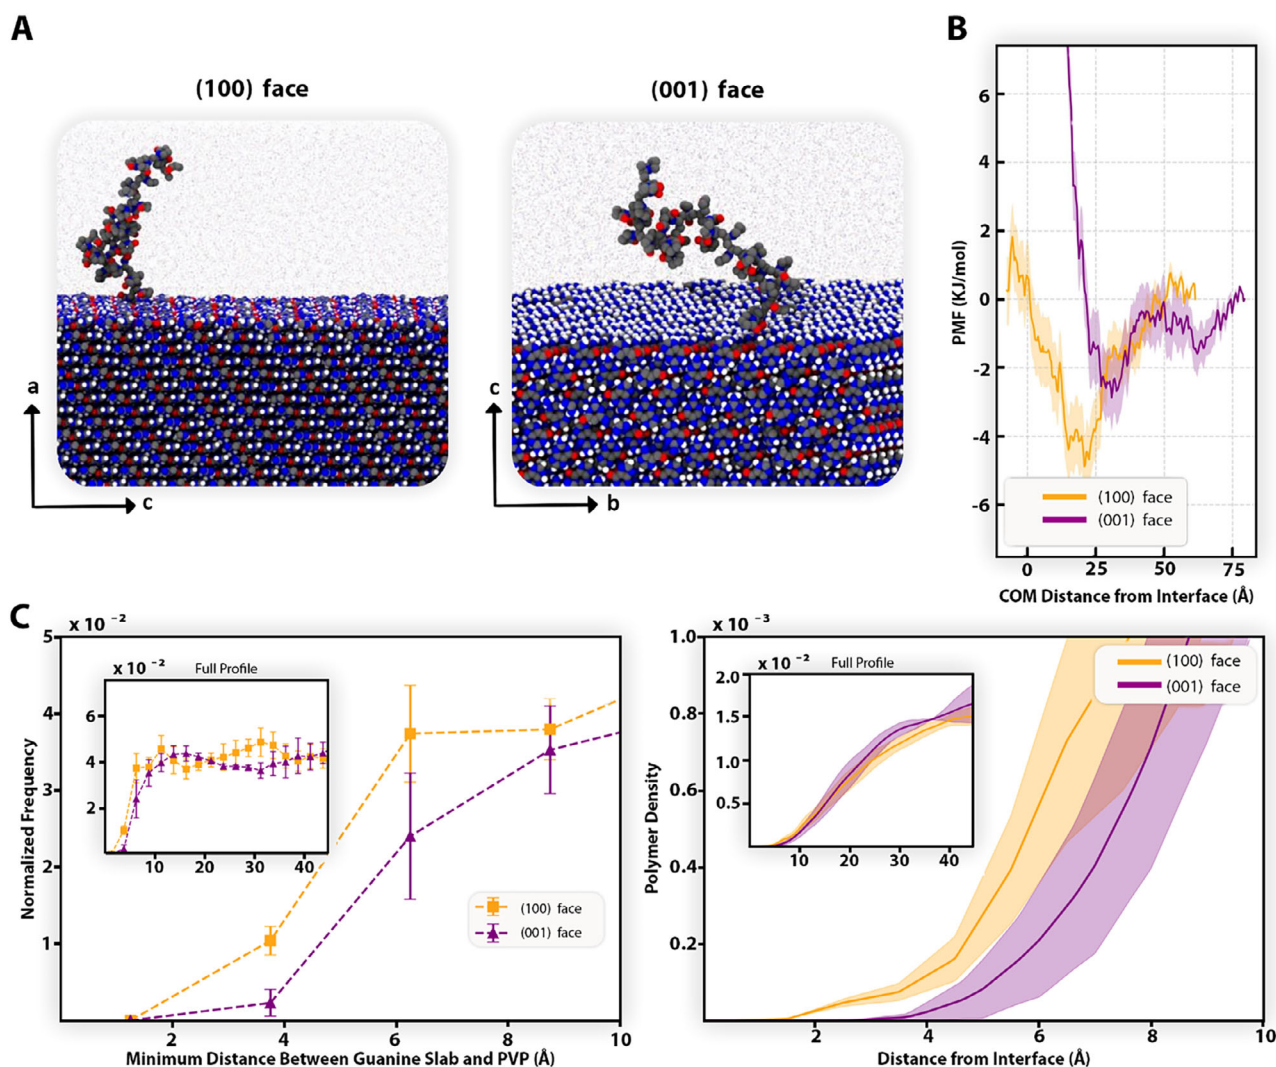 A
B
(100) face
(001) face
a
c
c
b
6
4
2
0
-2
-4
-6
PMF (KJ/mol)
(100) face
(001) face
0 25 50 75
COM Distance from Interface (Å)
C
x 10 ⁻²
5
4
3
2
1
Normalized Frequency
x 10 ⁻² Full Profile
6
4
2
10 20 30 40
(100) face
(001) face
2 4 6 8 10
Minimum Distance Between Guanine Slab and PVP (Å)
x 10 ⁻³
1.0
0.8
0.6
0.4
0.2
Polymer Density
x 10 ⁻² Full Profile
2.0
1.5
1.0
0.5
10 20 30 40
(100) face
(001) face
2 4 6 8 10
Distance from Interface (Å)